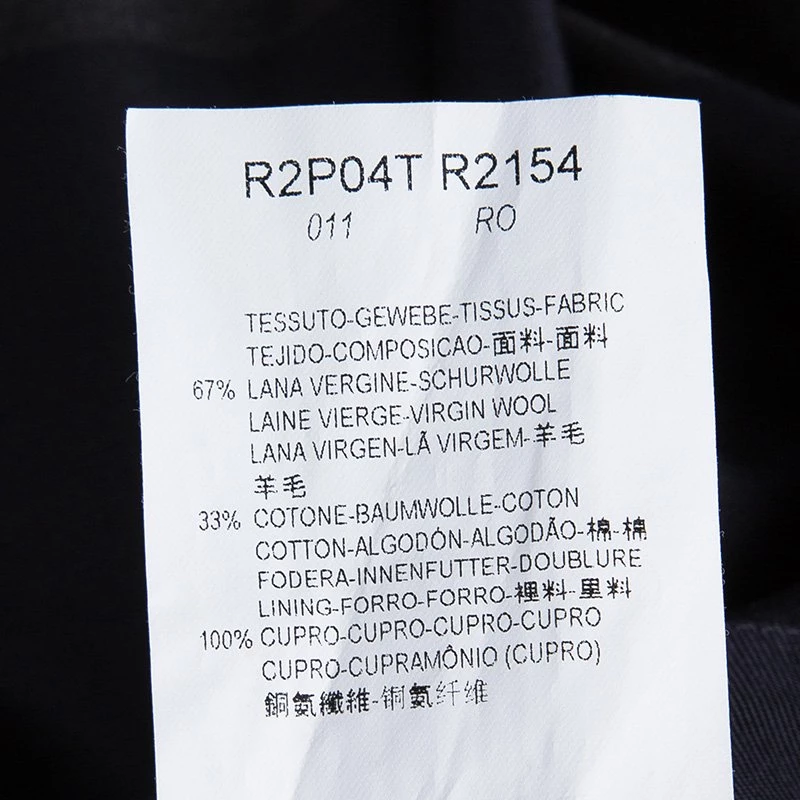 R2P04T R2154
011 RO
TESSUTO-GEWEBE-TISSUS-FABRIC
TEJIDO-COMPOSICAO-面料-面料
67% LANA VERGINE-SCHURWOLLE
LAINE VIERGE-VIRGIN WOOL
LANA VIRGEN-LÃ VIRGEM-羊毛
羊毛
33% COTONE-BAUMWOLLE-COTON
COTTON-ALGODÓN-ALGODÃO-棉-棉
FODERA-INNENFUTTER-DOUBLURE
LINING-FORRO-FORRO-裡料-里料
100% CUPRO-CUPRO-CUPRO-CUPRO
CUPRO-CUPRAMÔNIO (CUPRO)
銅氨纖維-铜氨纤维